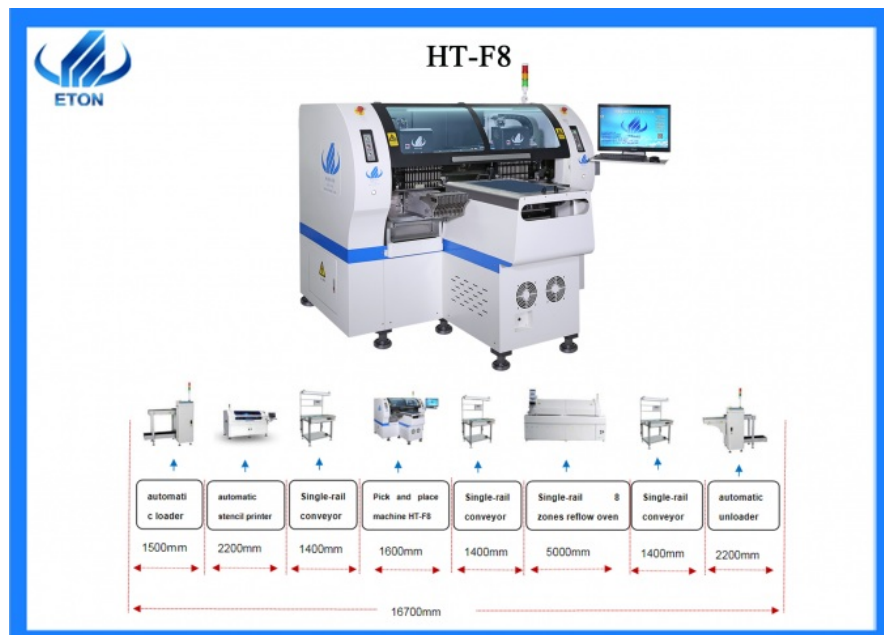 HT-F8
ETON
automati
c loader
automatic
stencil printer
Single-rail
conveyor
Pick and place
machine HT-F8
Single-rail
conveyor
Single-rail 8
zones reflow oven
Single-rail
conveyor
automatic
unloader
1500mm
2200mm
1400mm
1600mm
1400mm
5000mm
1400mm
2200mm
16700mm